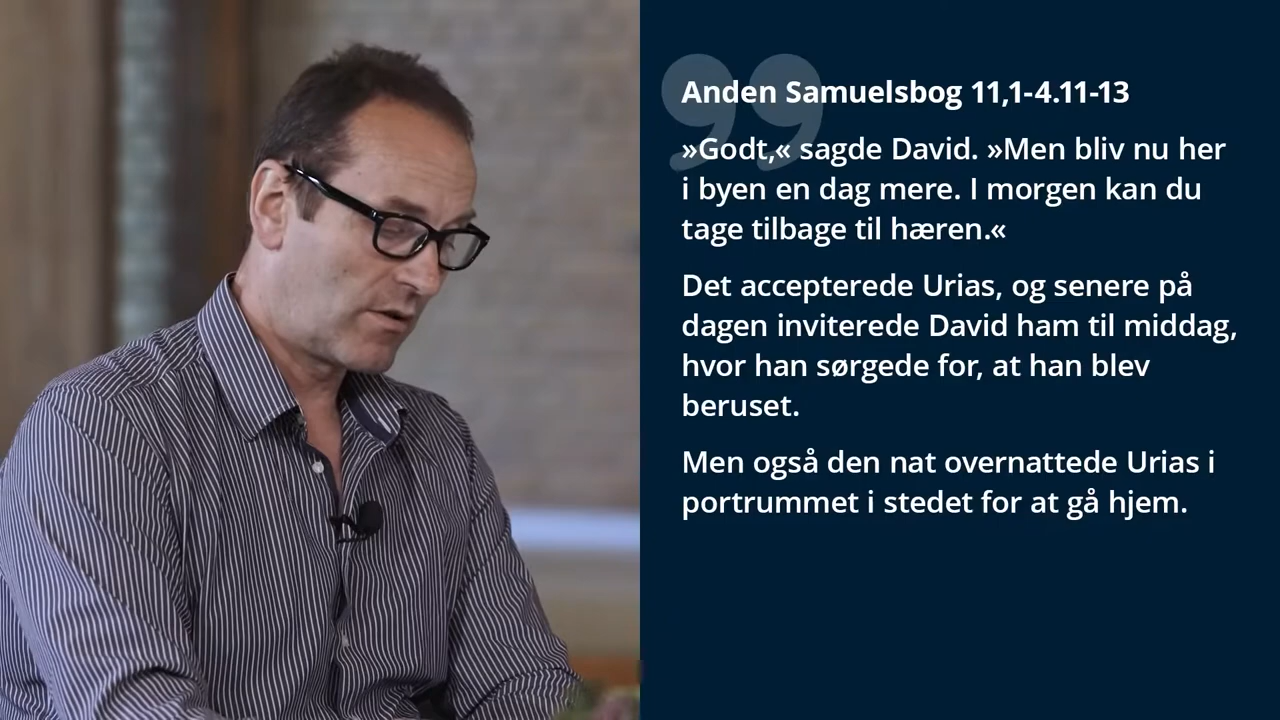 Anden Samuelsbog 11,1-4.11-13
»Godt,« sagde David. »Men bliv nu her
i byen en dag mere. I morgen kan du
tage tilbage til hæren.«
Det accepterede Urias, og senere på
dagen inviterede David ham til middag,
hvor han sørgede for, at han blev
beruset.
Men også den nat overnattede Urias i
portrummet i stedet for at gå hjem.